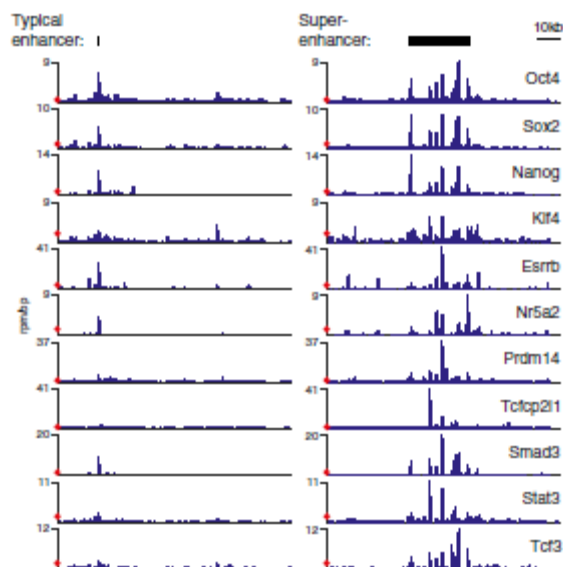 Typical
enhancer:
Super-
enhancer:
10kb
9
9
Oct4
10
10
Sox2
14
14
Nanog
9
9
Klf4
41
41
Esrrb
9
9
Nr5a2
rpm/bp
37
37
Prdm14
41
41
Tcfcp2l1
20
20
Smad3
11
11
Stat3
12
12
Tcf3